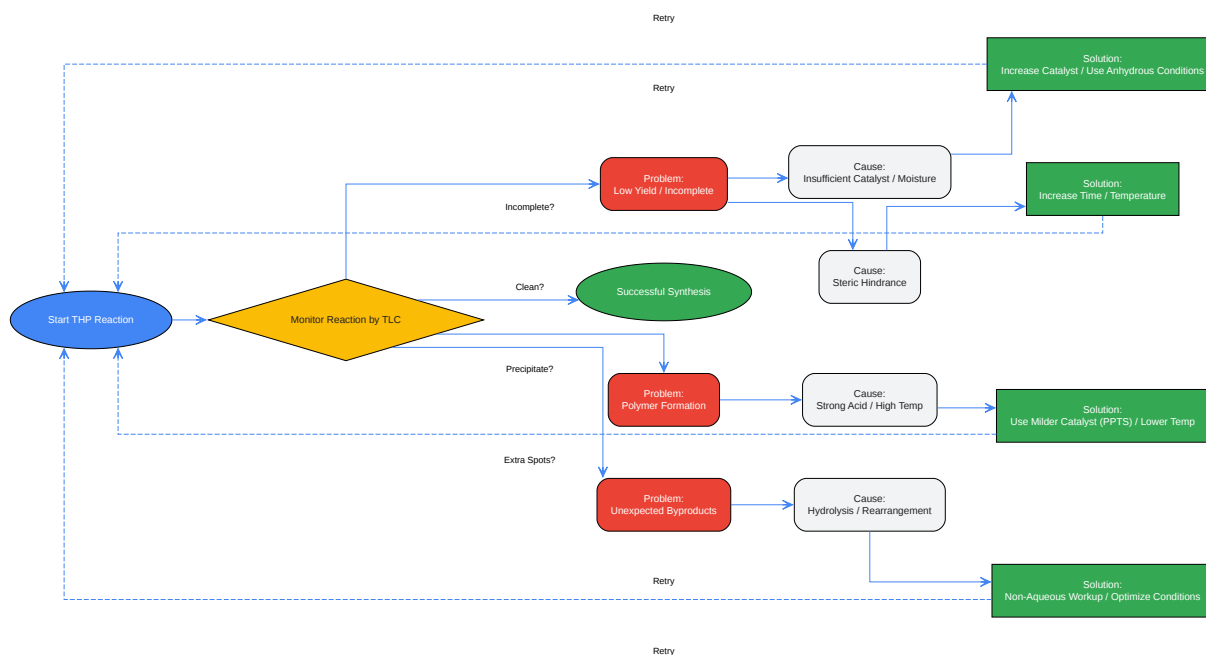 Retry
Solution:
Increase Catalyst / Use Anhydrous Conditions
Retry
Problem:
Low Yield / Incomplete
Cause:
Insufficient Catalyst / Moisture
Solution:
Increase Time / Temperature
Incomplete?
Cause:
Steric Hindrance
Clean?
Successful Synthesis
Start THP Reaction
Monitor Reaction by TLC
Precipitate?
Problem:
Polymer Formation
Cause:
Strong Acid / High Temp
Solution:
Use Milder Catalyst (PPTS) / Lower Temp
Extra Spots?
Problem:
Unexpected Byproducts
Cause:
Hydrolysis / Rearrangement
Retry
Solution:
Non-Aqueous Workup / Optimize Conditions
Retry